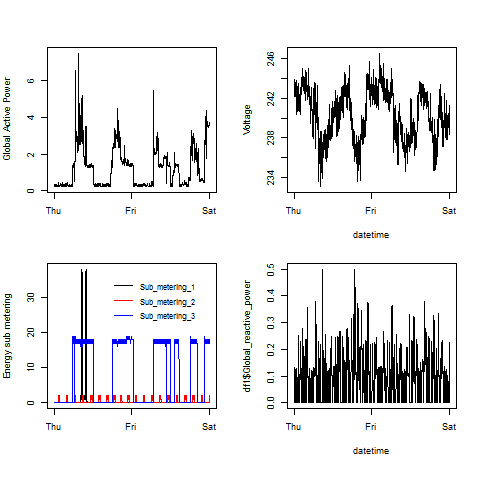 Global Active Power
0 2 4 6
Thu Fri Sat
Voltage
234 238 242 246
Thu Fri Sat
datetime
Energy sub metering
0 10 20 30
Sub_metering_1
Sub_metering_2
Sub_metering_3
Thu Fri Sat
df1$Global_reactive_power
0.0 0.1 0.2 0.3 0.4 0.5
Thu Fri Sat
datetime